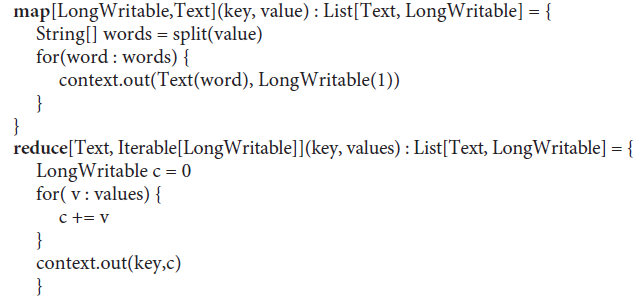 map[LongWritable,Text](key, value) : List[Text, LongWritable] = {
String[] words = split(value)
for(word : words) {
context.out(Text(word), LongWritable(1))
}
}
reduce[Text, Iterable[LongWritable]](key, values) : List[Text, LongWritable] = {
LongWritable c = 0
for( v : values) {
c += v
}
context.out(key,c)
}